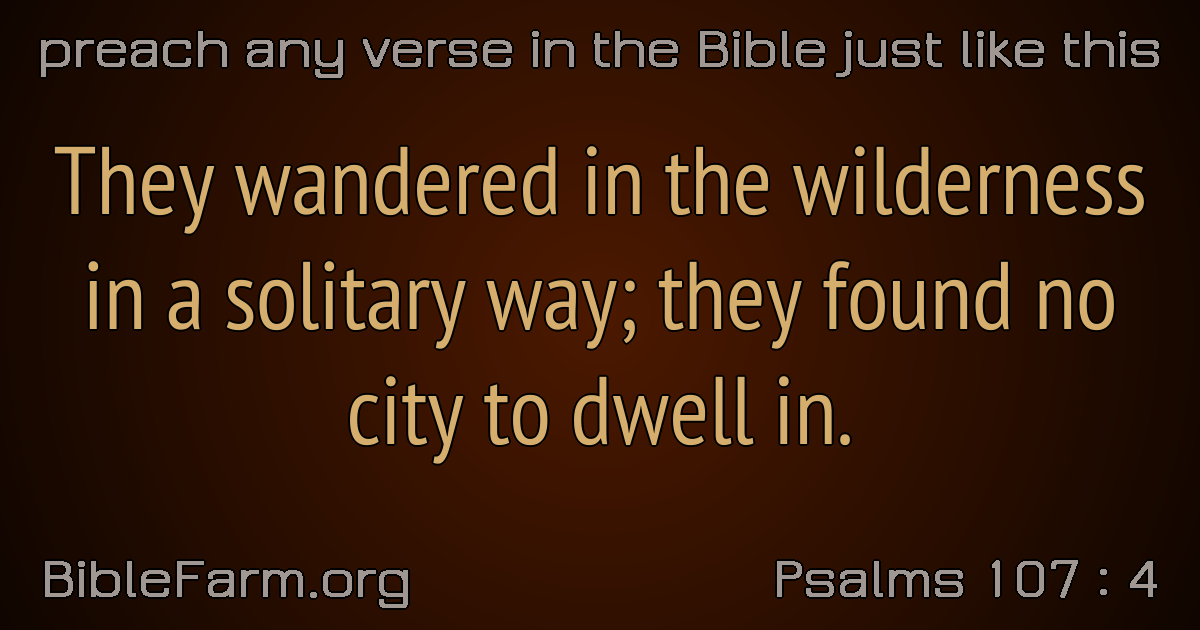 preach any verse in the Bible just like this
They wandered in the wilderness
in a solitary way; they found no
city to dwell in.
BibleFarm.org
Psalms 107 : 4